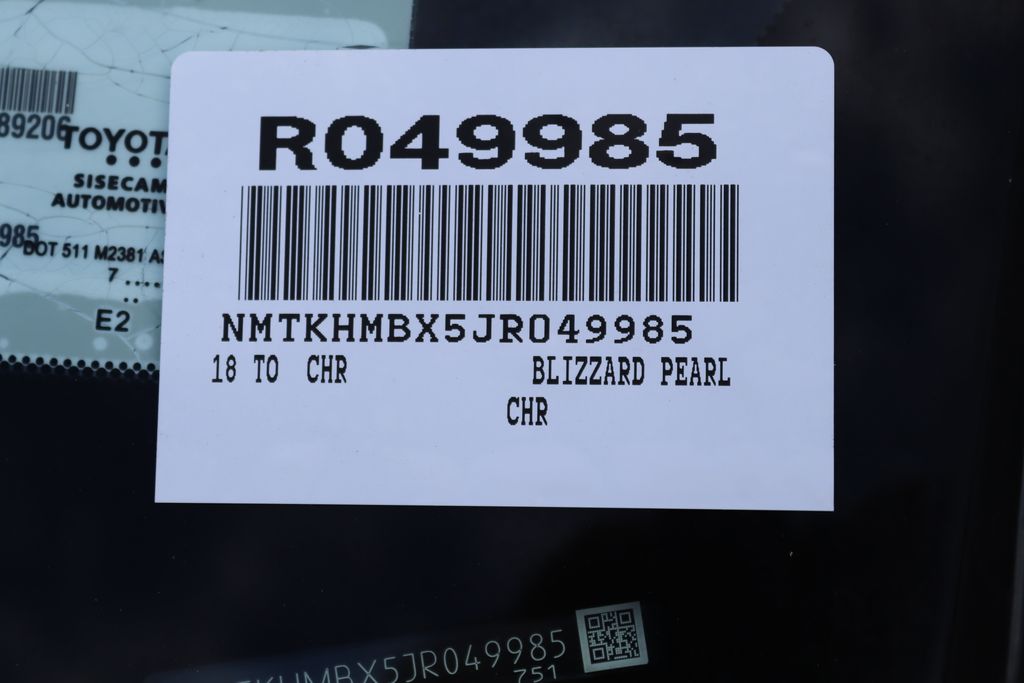 R049985
NMTKHMBX5JR049985
18 TO CHR BLIZZARD PEARL
CHR
89206
TOYOT
SISECAM
AUTOMOTIV
985
DOT 511 M2381 AS
7 ....
..
E2
TKHMBX5JR049985
751